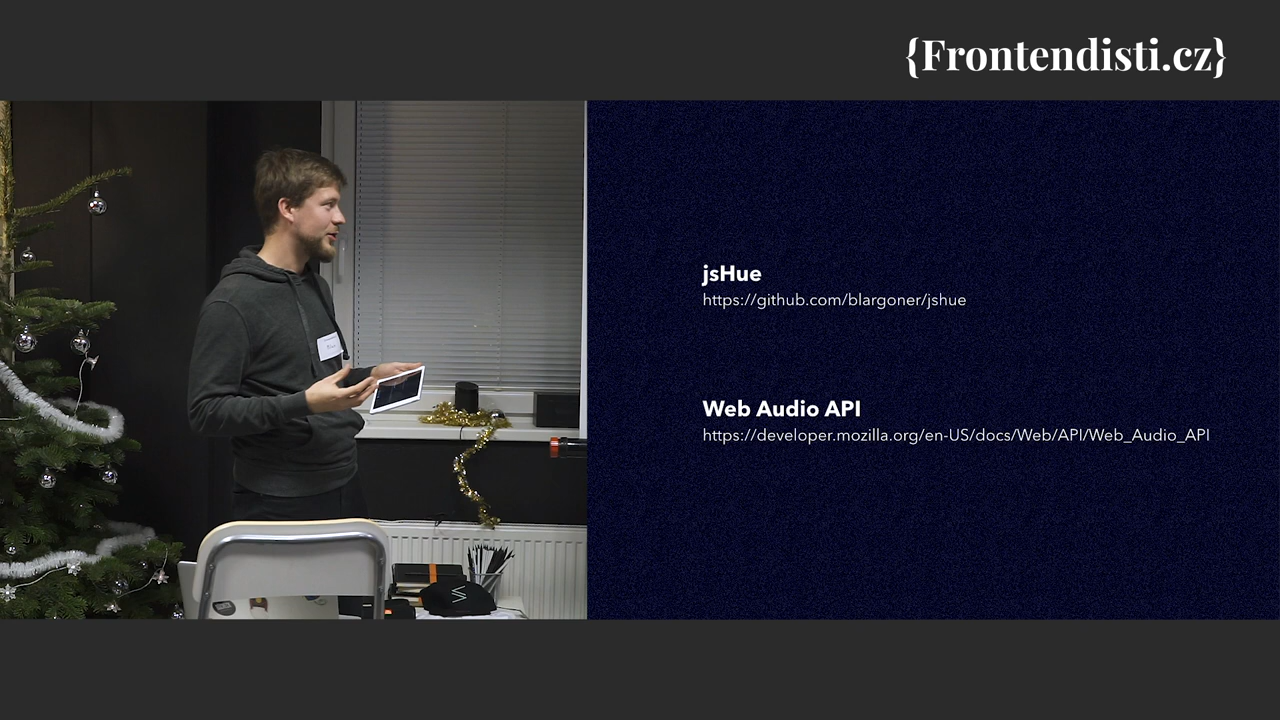 {Frontendisti.cz}
jsHue
https://github.com/blargoner/jshue
Web Audio API
https://developer.mozilla.org/en-US/docs/Web/API/Web_Audio_API